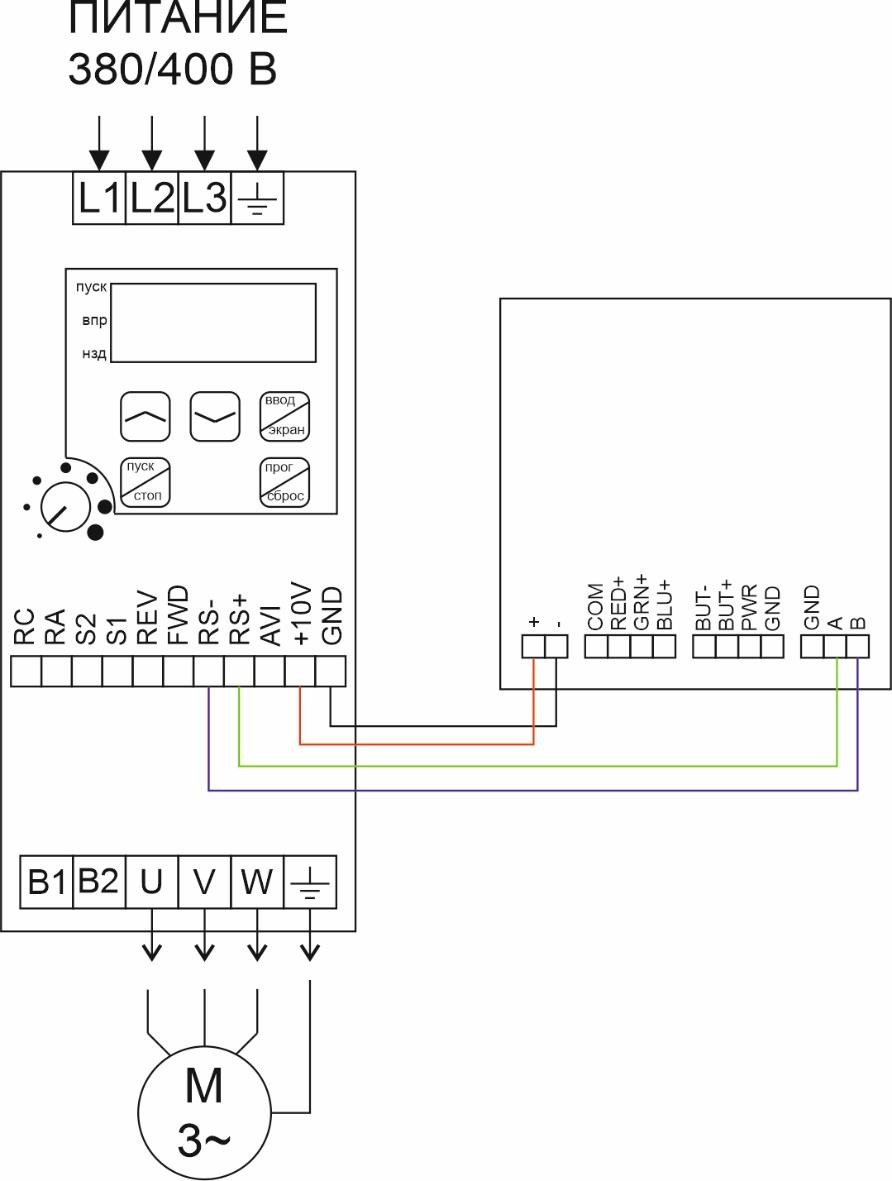 ПИТАНИЕ
380/400 В
L1 L2 L3
пуск
впр
нзд
ввод
экран
пуск
стоп
прог
сброс
RC RA S2 S1 REV FWD RS- RS+ AVI +10V GND
+ - COM RED+ GRN+ BLU+ BUT- BUT+ PWR GND GND A B
B1 B2 U V W
M
3~